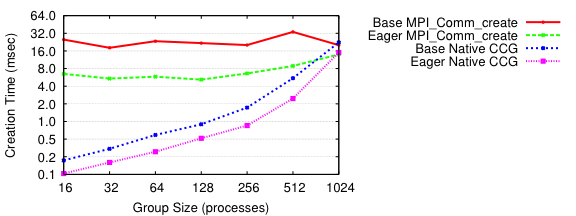 64.0
32.0
16.0
8.0
4.0
2.0
1.0
0.5
0.2
0.1
Creation Time (msec)
16 32 64 128 256 512 1024
Group Size (processes)
Base MPI_Comm_create
Eager MPI_Comm_create
Base Native CCG
Eager Native CCG